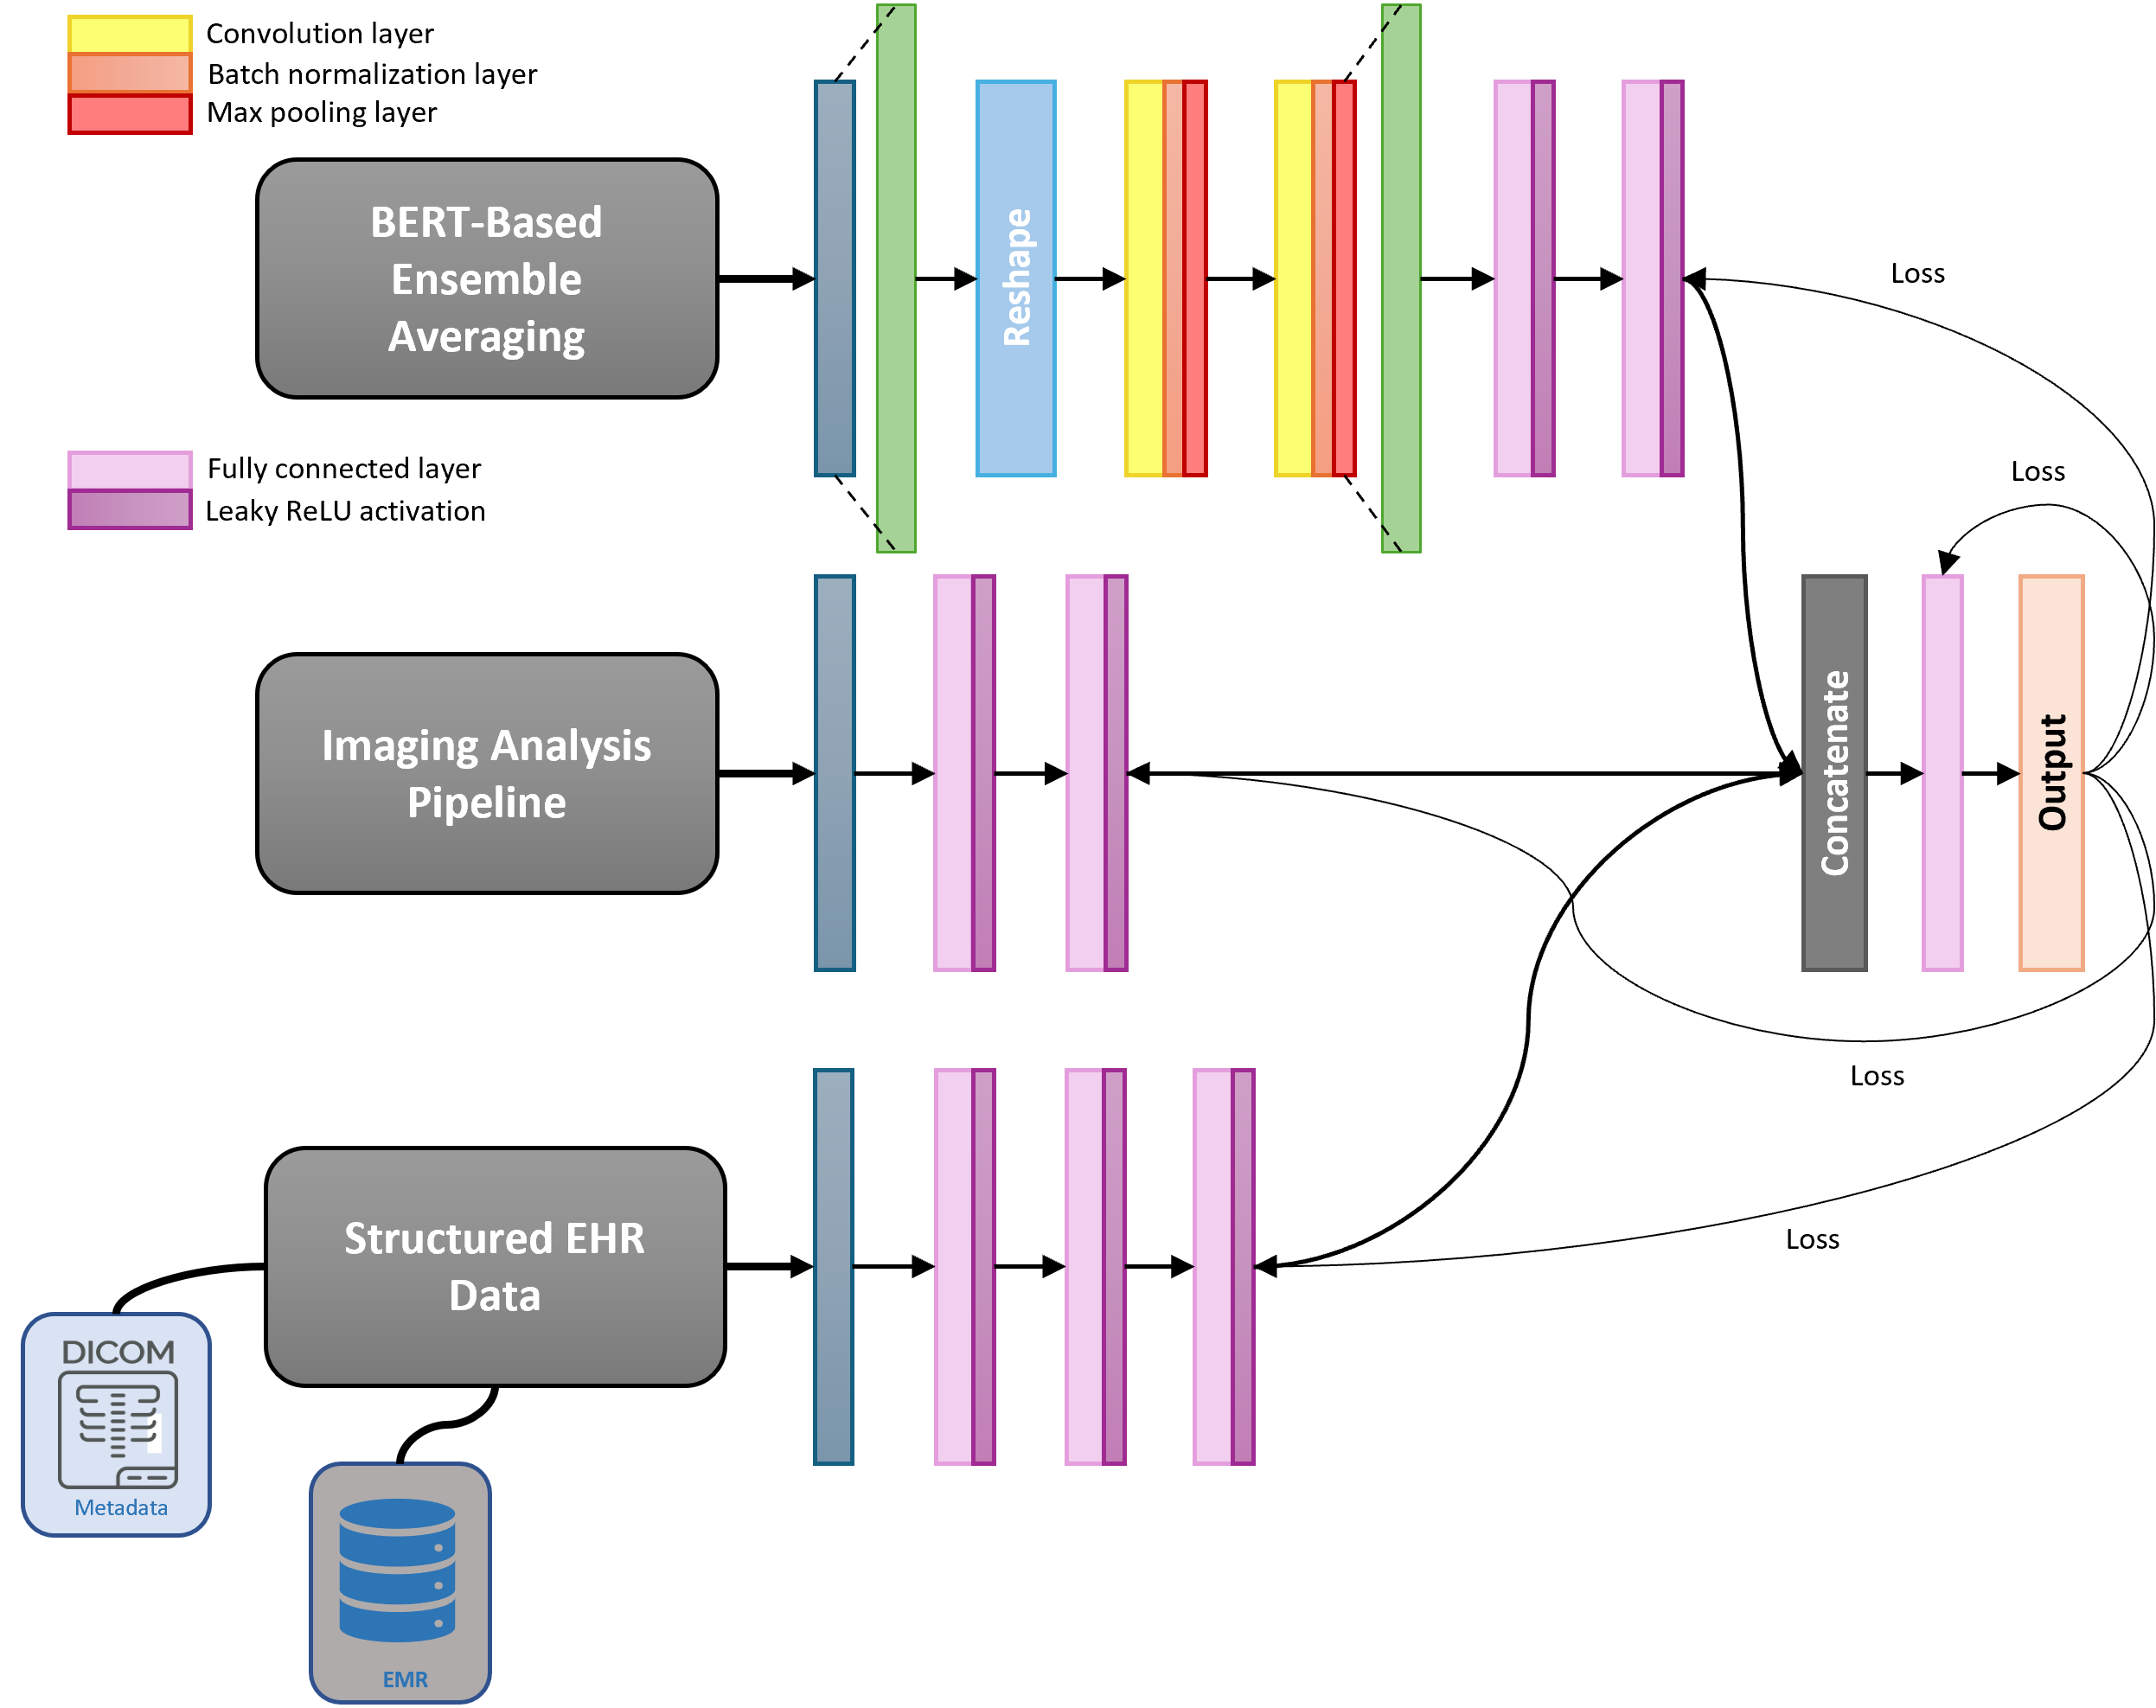 Convolution layer
Batch normalization layer
Max pooling layer
BERT-Based
Ensemble
Averaging
Reshape
Loss
Fully connected layer
Leaky ReLU activation
Loss
Imaging Analysis
Pipeline
Concatenate
Output
Loss
Structured EHR
Data
Loss
DICOM
Metadata
EMR